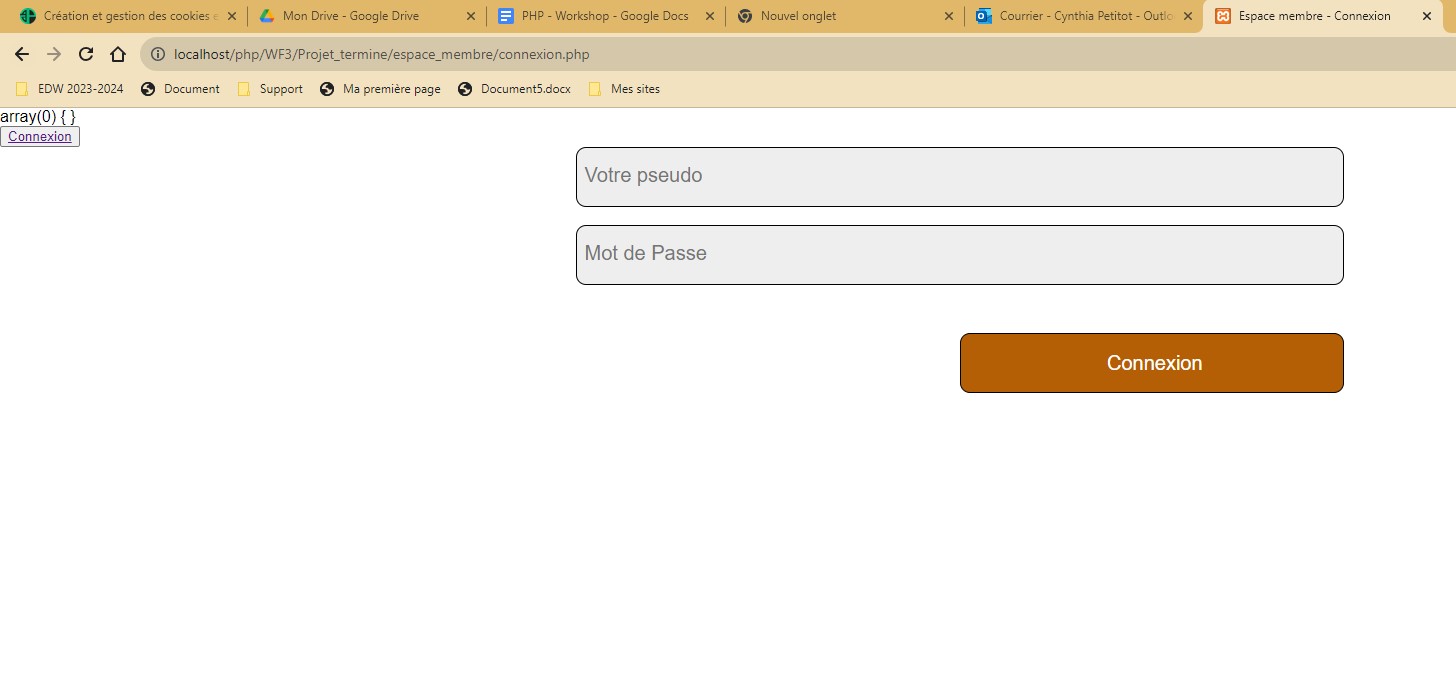 Création et gestion des cookies e
Mon Drive - Google Drive
PHP - Workshop - Google Docs
Nouvel onglet
Courrier - Cynthia Petitot - Outlo
Espace membre - Connexion
localhost/php/WF3/Projet_termine/espace_membre/connexion.php
EDW 2023-2024
Document
Support
Ma première page
Document5.docx
Mes sites
array(0) { }
Connexion
Votre pseudo
Mot de Passe
Connexion